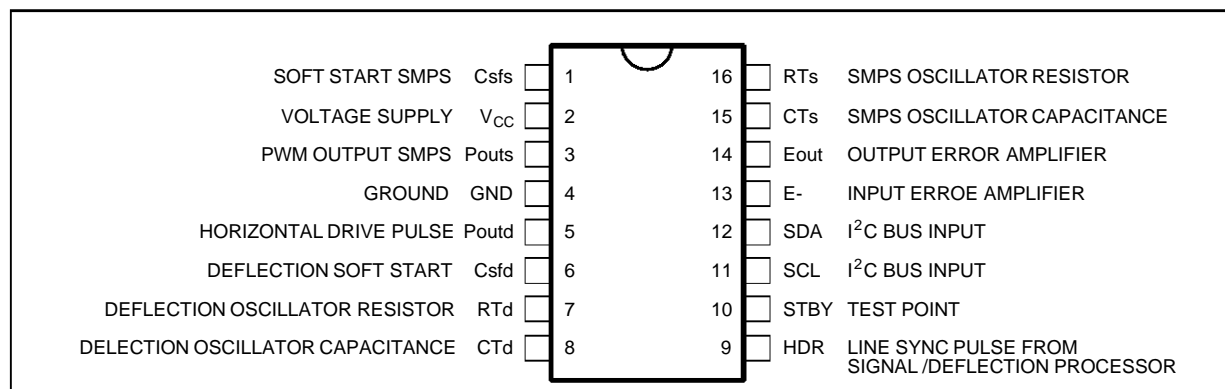 SOFT START SMPS Csfs 1 16 RTs SMPS OSCILLATOR RESISTOR
VOLTAGE SUPPLY VCC 2 15 CTs SMPS OSCILLATOR CAPACITANCE
PWM OUTPUT SMPS Pouts 3 14 Eout OUTPUT ERROR AMPLIFIER
GROUND GND 4 13 E- INPUT ERROE AMPLIFIER
HORIZONTAL DRIVE PULSE Poutd 5 12 SDA I²C BUS INPUT
DEFLECTION SOFT START Csfd 6 11 SCL I²C BUS INPUT
DEFLECTION OSCILLATOR RESISTOR RTd 7 10 STBY TEST POINT
DELECTION OSCILLATOR CAPACITANCE CTd 8 9 HDR LINE SYNC PULSE FROM
SIGNAL /DEFLECTION PROCESSOR